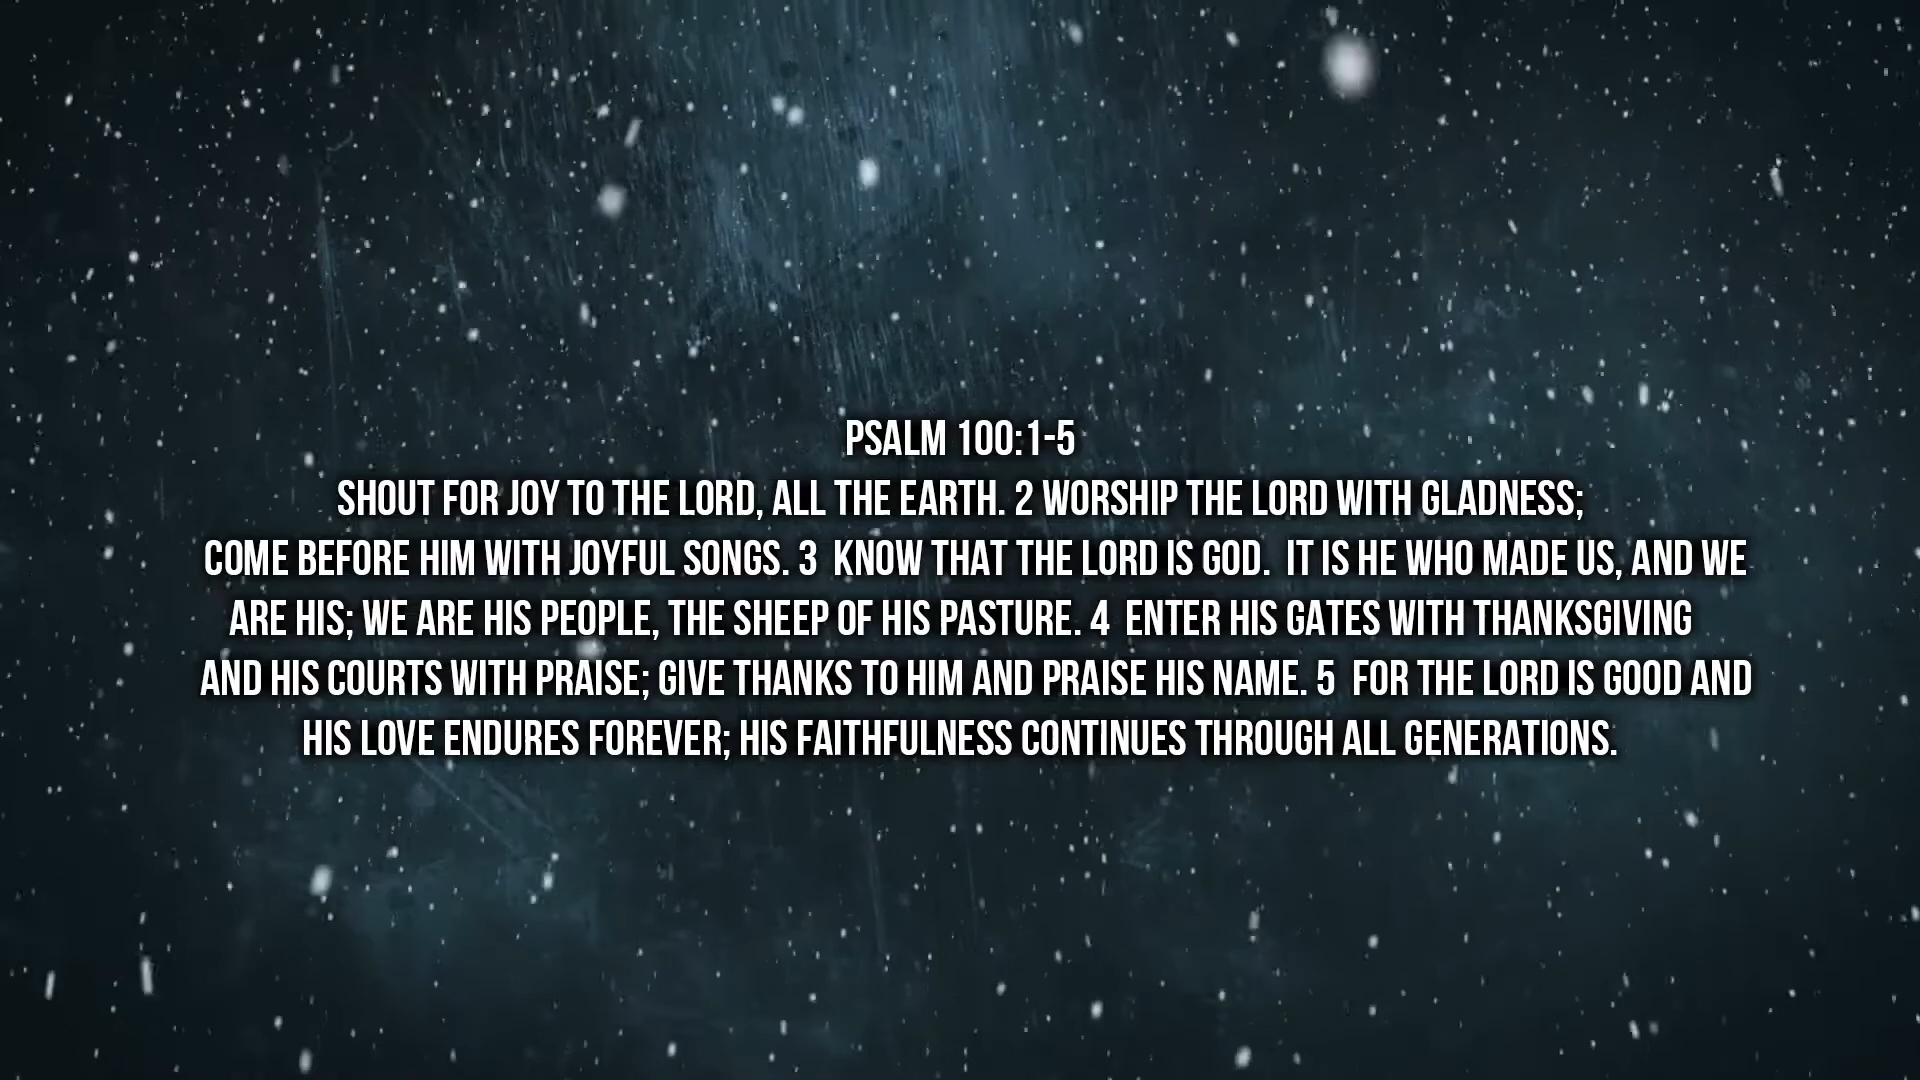 PSALM 100:1-5
SHOUT FOR JOY TO THE LORD, ALL THE EARTH. 2 WORSHIP THE LORD WITH GLADNESS;
COME BEFORE HIM WITH JOYFUL SONGS. 3  KNOW THAT THE LORD IS GOD.  IT IS HE WHO MADE US, AND WE
ARE HIS; WE ARE HIS PEOPLE, THE SHEEP OF HIS PASTURE. 4  ENTER HIS GATES WITH THANKSGIVING
AND HIS COURTS WITH PRAISE; GIVE THANKS TO HIM AND PRAISE HIS NAME. 5  FOR THE LORD IS GOOD AND
HIS LOVE ENDURES FOREVER; HIS FAITHFULNESS CONTINUES THROUGH ALL GENERATIONS.